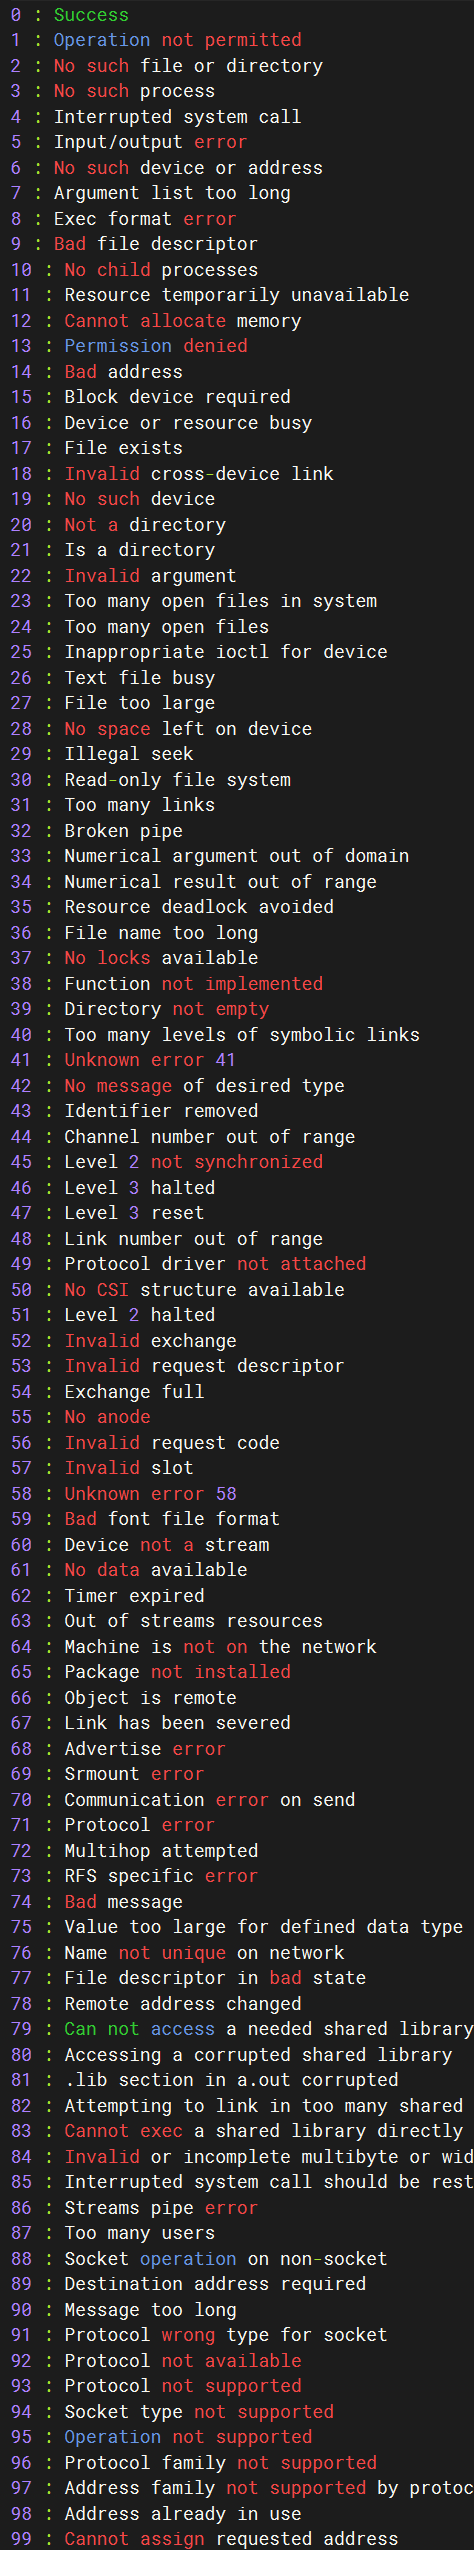 0 : Success
1 : Operation not permitted
2 : No such file or directory
3 : No such process
4 : Interrupted system call
5 : Input/output error
6 : No such device or address
7 : Argument list too long
8 : Exec format error
9 : Bad file descriptor
10 : No child processes
11 : Resource temporarily unavailable
12 : Cannot allocate memory
13 : Permission denied
14 : Bad address
15 : Block device required
16 : Device or resource busy
17 : File exists
18 : Invalid cross-device link
19 : No such device
20 : Not a directory
21 : Is a directory
22 : Invalid argument
23 : Too many open files in system
24 : Too many open files
25 : Inappropriate ioctl for device
26 : Text file busy
27 : File too large
28 : No space left on device
29 : Illegal seek
30 : Read-only file system
31 : Too many links
32 : Broken pipe
33 : Numerical argument out of domain
34 : Numerical result out of range
35 : Resource deadlock avoided
36 : File name too long
37 : No locks available
38 : Function not implemented
39 : Directory not empty
40 : Too many levels of symbolic links
41 : Unknown error 41
42 : No message of desired type
43 : Identifier removed
44 : Channel number out of range
45 : Level 2 not synchronized
46 : Level 3 halted
47 : Level 3 reset
48 : Link number out of range
49 : Protocol driver not attached
50 : No CSI structure available
51 : Level 2 halted
52 : Invalid exchange
53 : Invalid request descriptor
54 : Exchange full
55 : No anode
56 : Invalid request code
57 : Invalid slot
58 : Unknown error 58
59 : Bad font file format
60 : Device not a stream
61 : No data available
62 : Timer expired
63 : Out of streams resources
64 : Machine is not on the network
65 : Package not installed
66 : Object is remote
67 : Link has been severed
68 : Advertise error
69 : Srmount error
70 : Communication error on send
71 : Protocol error
72 : Multihop attempted
73 : RFS specific error
74 : Bad message
75 : Value too large for defined data type
76 : Name not unique on network
77 : File descriptor in bad state
78 : Remote address changed
79 : Can not access a needed shared library
80 : Accessing a corrupted shared library
81 : .lib section in a.out corrupted
82 : Attempting to link in too many shared
83 : Cannot exec a shared library directly
84 : Invalid or incomplete multibyte or wid
85 : Interrupted system call should be rest
86 : Streams pipe error
87 : Too many users
88 : Socket operation on non-socket
89 : Destination address required
90 : Message too long
91 : Protocol wrong type for socket
92 : Protocol not available
93 : Protocol not supported
94 : Socket type not supported
95 : Operation not supported
96 : Protocol family not supported
97 : Address family not supported by protoc
98 : Address already in use
99 : Cannot assign requested address